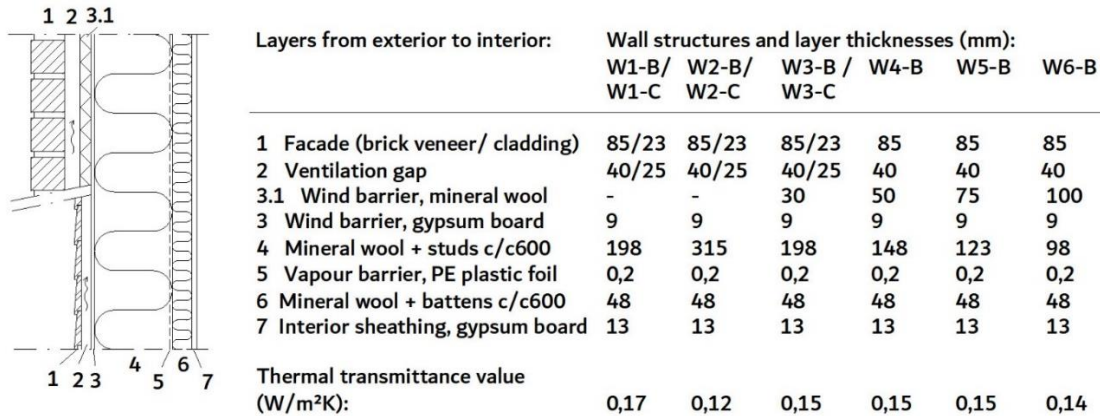 1 2 3.1
Layers from exterior to interior: Wall structures and layer thicknesses (mm):
W1-B/ W2-B/ W3-B / W4-B W5-B W6-B
W1-C W2-C W3-C
1 Facade (brick veneer/ cladding) 85/23 85/23 85/23 85 85 85
2 Ventilation gap 40/25 40/25 40/25 40 40 40
3.1 Wind barrier, mineral wool - - 30 50 75 100
3 Wind barrier, gypsum board 9 9 9 9 9 9
4 Mineral wool + studs c/c600 198 315 198 148 123 98
5 Vapour barrier, PE plastic foil 0,2 0,2 0,2 0,2 0,2 0,2
6 Mineral wool + battens c/c600 48 48 48 48 48 48
7 Interior sheathing, gypsum board 13 13 13 13 13 13
1 2 3 4 5 6 7
Thermal transmittance value
(W/m²K): 0,17 0,12 0,15 0,15 0,15 0,14